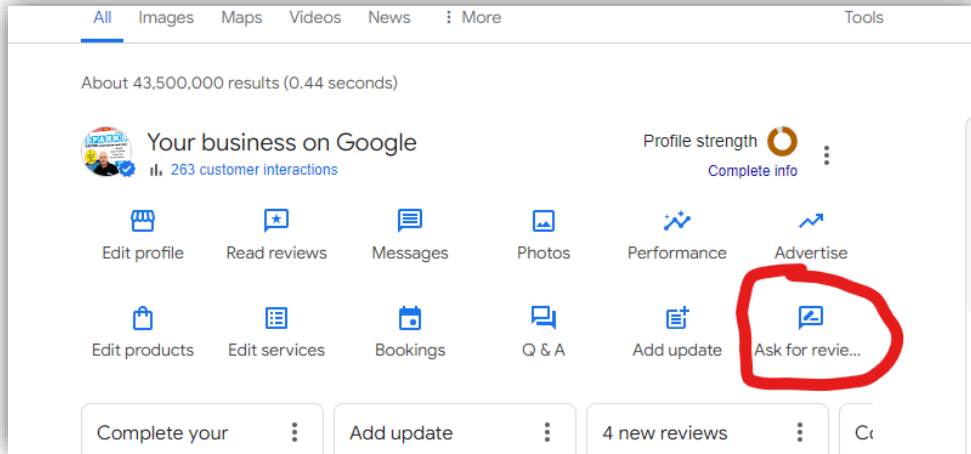 All Images Maps Videos News More Tools
About 43,500,000 results (0.44 seconds)
Your business on Google
263 customer interactions
Profile strength
Complete info
Edit profile Read reviews Messages Photos Performance Advertise
Edit products Edit services Bookings Q & A Add update Ask for revie...
Complete your Add update 4 new reviews